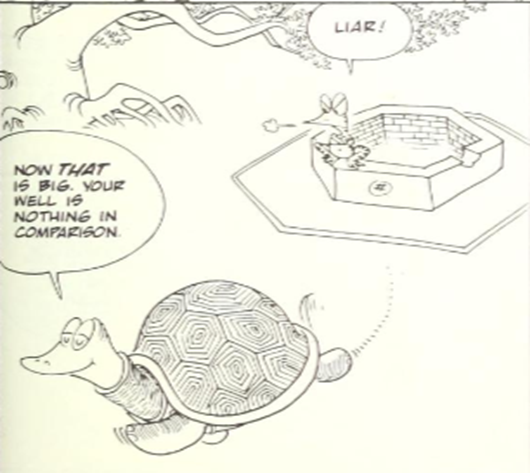 LIAR!
NOW THAT
IS BIG. YOUR
WELL IS
NOTHING IN
COMPARISON.